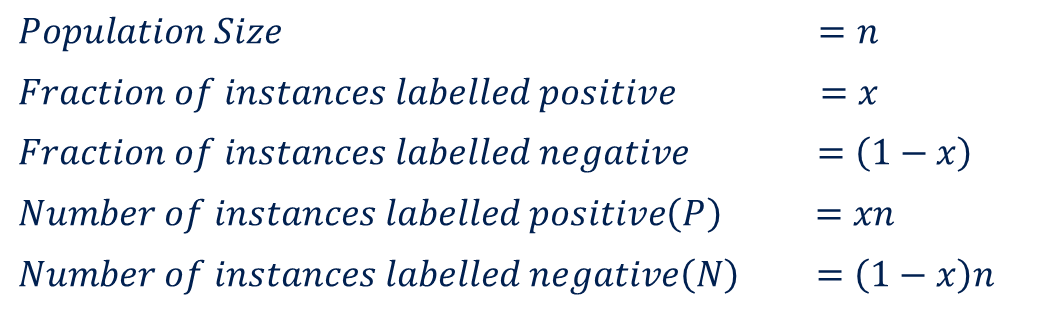 Population Size = n
Fraction of instances labelled positive = x
Fraction of instances labelled negative = (1 − x)
Number of instances labelled positive(P) = xn
Number of instances labelled negative(N) = (1 − x)n